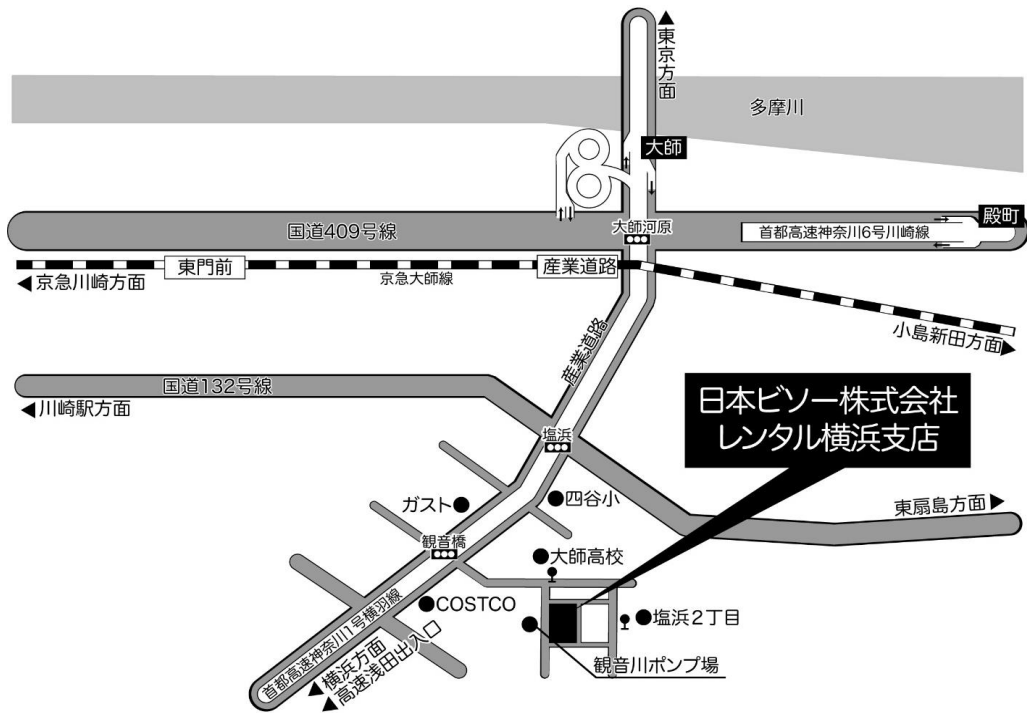 東京方面
多摩川
大師
殿町
国道409号線
大師河原
首都高速神奈川6号川崎線
東門前
産業道路
京急川崎方面
京急大師線
小島新田方面
産業道路
国道132号線
川崎駅方面
日本ビソー株式会社
レンタル横浜支店
塩浜
ガスト
四谷小
東扇島方面
観音橋
大師高校
COSTCO
塩浜2丁目
首都高速神奈川1号横羽線
横浜方面
高速浅田出入口
観音川ポンプ場